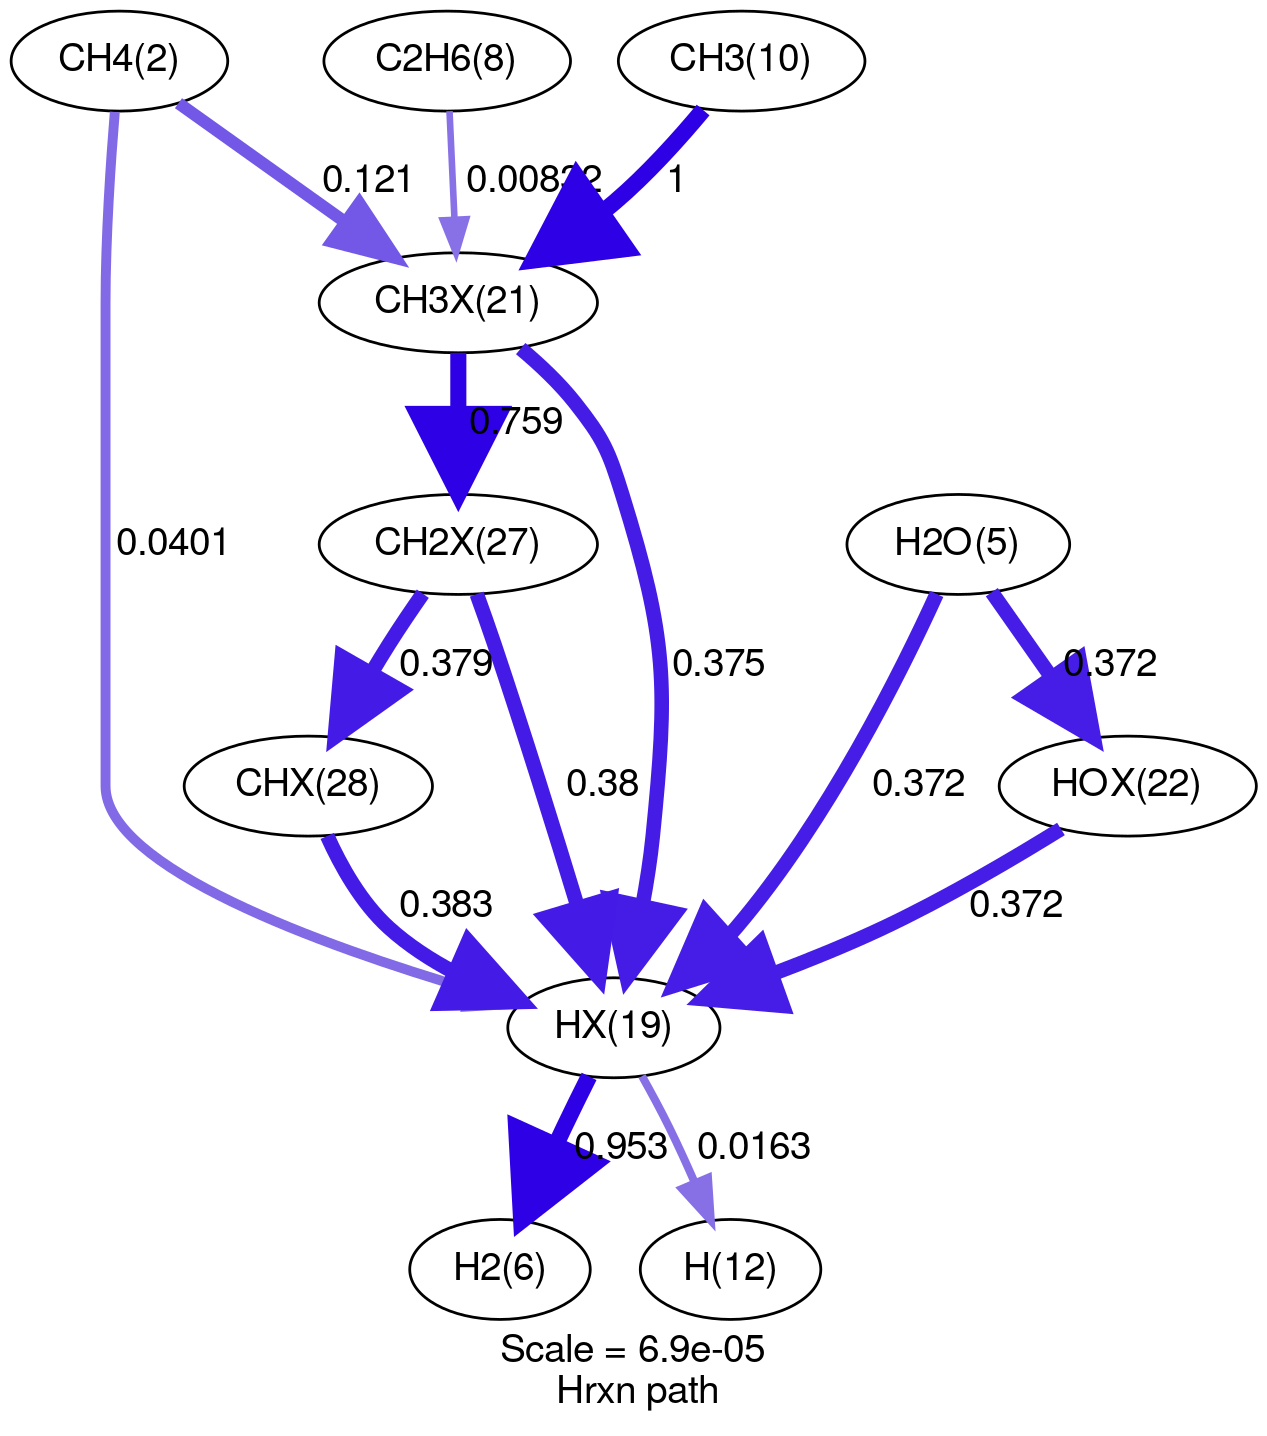 CH4(2)
C2H6(8)
CH3(10)
0.121
0.00832
1
CH3X(21)
0.759
CH2X(27)
H2O(5)
0.0401
0.379
0.375
0.372
CHX(28)
0.38
0.372
HOX(22)
0.383
0.372
HX(19)
0.953
0.0163
H2(6)
H(12)
Scale = 6.9e-05
Hrxn path